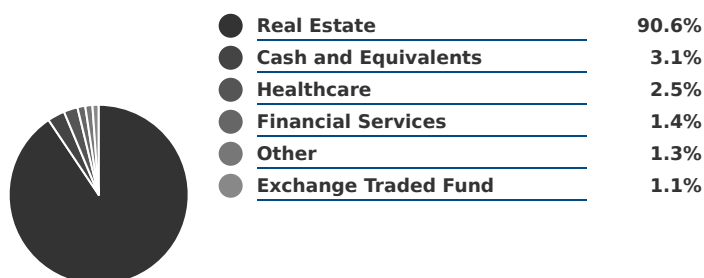 Real Estate 90.6%
Cash and Equivalents 3.1%
Healthcare 2.5%
Financial Services 1.4%
Other 1.3%
Exchange Traded Fund 1.1%